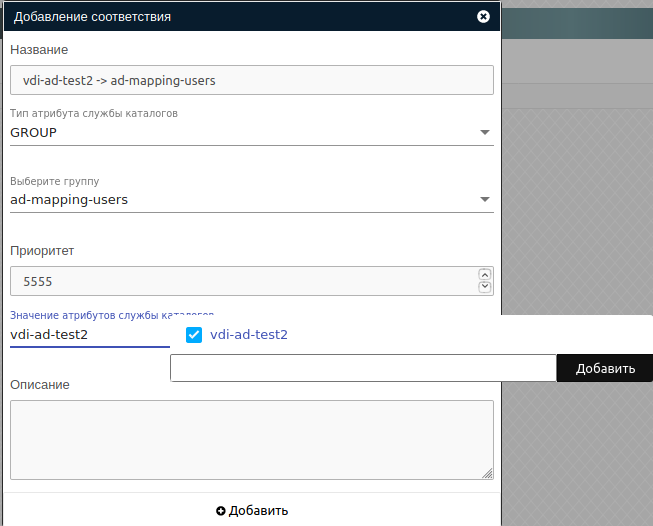 Добавление соответствия
Название
vdi-ad-test2 -> ad-mapping-users
Тип атрибута службы каталогов
GROUP
Выберите группу
ad-mapping-users
Приоритет
5555
Значение атрибутов службы каталогов
vdi-ad-test2
vdi-ad-test2
Добавить
Описание
Добавить